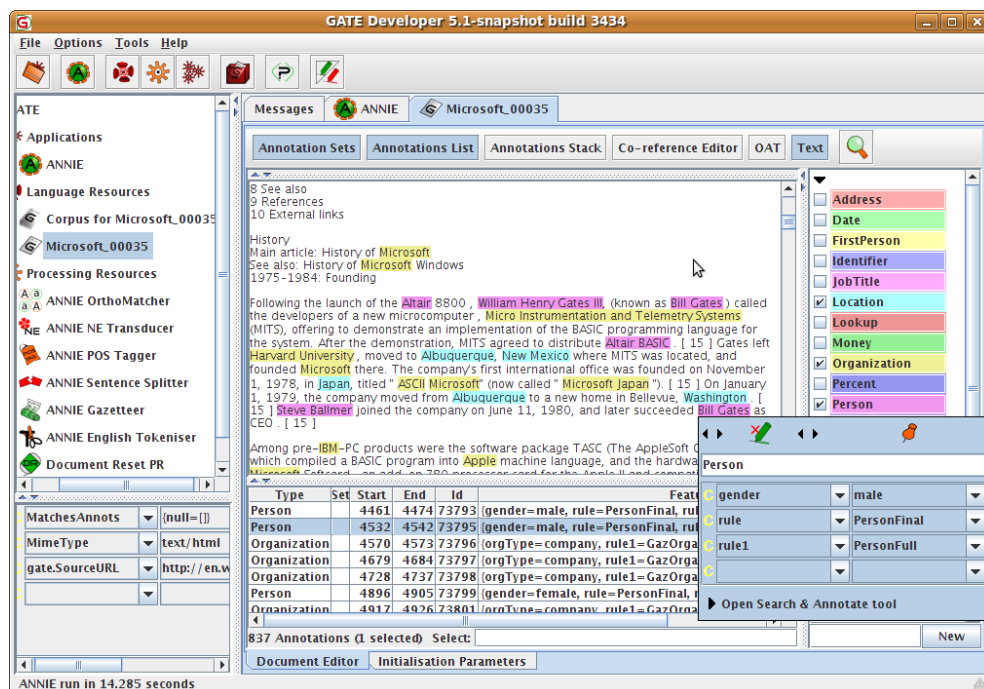 GATE Developer 5.1-snapshot build 3434
File Options Tools Help
ATE
Applications
ANNIE
Language Resources
Corpus for Microsoft_00035
Microsoft_00035
Processing Resources
ANNIE OrthoMatcher
ANNIE NE Transducer
ANNIE POS Tagger
ANNIE Sentence Splitter
ANNIE Gazetteer
ANNIE English Tokeniser
Document Reset PR
MatchesAnnots {null=[]}
MimeType text/html
gate.SourceURL http://en.w
Messages ANNIE Microsoft_00035
Annotation Sets Annotations List Annotations Stack Co-reference Editor OAT Text
8 See also
9 References
10 External links
History
Main article: History of Microsoft
See also: History of Microsoft Windows
1975-1984: Founding
Following the launch of the Altair 8800 , William Henry Gates III, (known as Bill Gates ) called
the developers of a new microcomputer , Micro Instrumentation and Telemetry Systems
(MITS), offering to demonstrate an implementation of the BASIC programming language for
the system. After the demonstration, MITS agreed to distribute Altair BASIC . [ 15 ] Gates left
Harvard University , moved to Albuquerque, New Mexico where MITS was located, and
founded Microsoft there. The company's first international office was founded on November
1, 1978, in Japan, titled " ASCII Microsoft" (now called " Microsoft Japan "). [ 15 ] On January
1, 1979, the company moved from Albuquerque to a new home in Bellevue, Washington . [
15 ] Steve Ballmer joined the company on June 11, 1980, and later succeeded Bill Gates as
CEO . [ 15 ]
Among pre-IBM-PC products were the software package TASC (The AppleSoft C
which compiled a BASIC program into Apple machine language, and the hardwa
Microsoft Softcard
Type Set Start End Id Featu
Person 4461 4474 73793 {gender=male, rule=PersonFinal, rul
Person 4532 4542 73795 {gender=male, rule=PersonFinal, rul
Organization 4570 4573 73796 {orgType=company, rule1=GazOrga
Organization 4679 4684 73797 {orgType=company, rule1=GazOrga
Organization 4728 4737 73798 {orgType=company, rule1=GazOrga
Person 4896 4905 73799 {gender=female, rule=PersonFinal, r
Organization 4917 4926 73801 {orgType=company, rule1=GazOrga
837 Annotations (1 selected) Select:
Document Editor Initialisation Parameters
Address
Date
FirstPerson
Identifier
JobTitle
Location
Lookup
Money
Organization
Percent
Person
Person
C gender male
C rule PersonFinal
C rule1 PersonFull
C
Open Search & Annotate tool
New
ANNIE run in 14.285 seconds